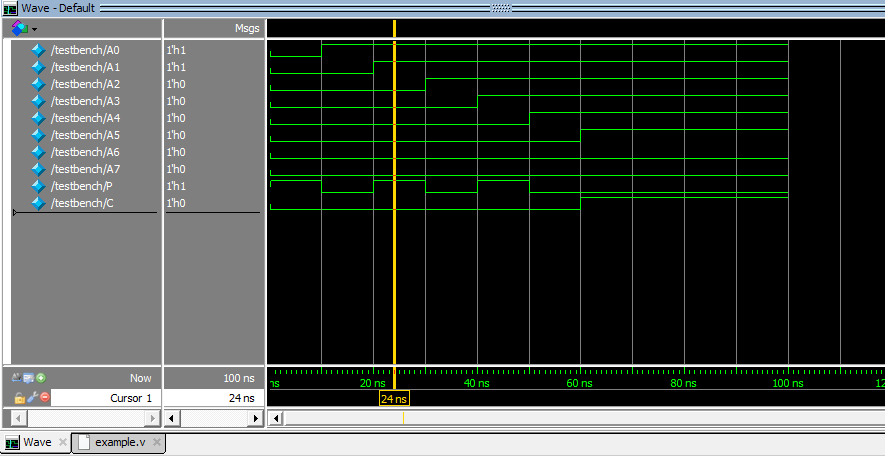 Wave - Default
Msgs
/testbench/A0 1'h1
/testbench/A1 1'h1
/testbench/A2 1'h0
/testbench/A3 1'h0
/testbench/A4 1'h0
/testbench/A5 1'h0
/testbench/A6 1'h0
/testbench/A7 1'h0
/testbench/P 1'h1
/testbench/C 1'h0
Now 100 ns ns 20 ns 40 ns 60 ns 80 ns 100 ns 12
Cursor 1 24 ns 24 ns
Wave example.v